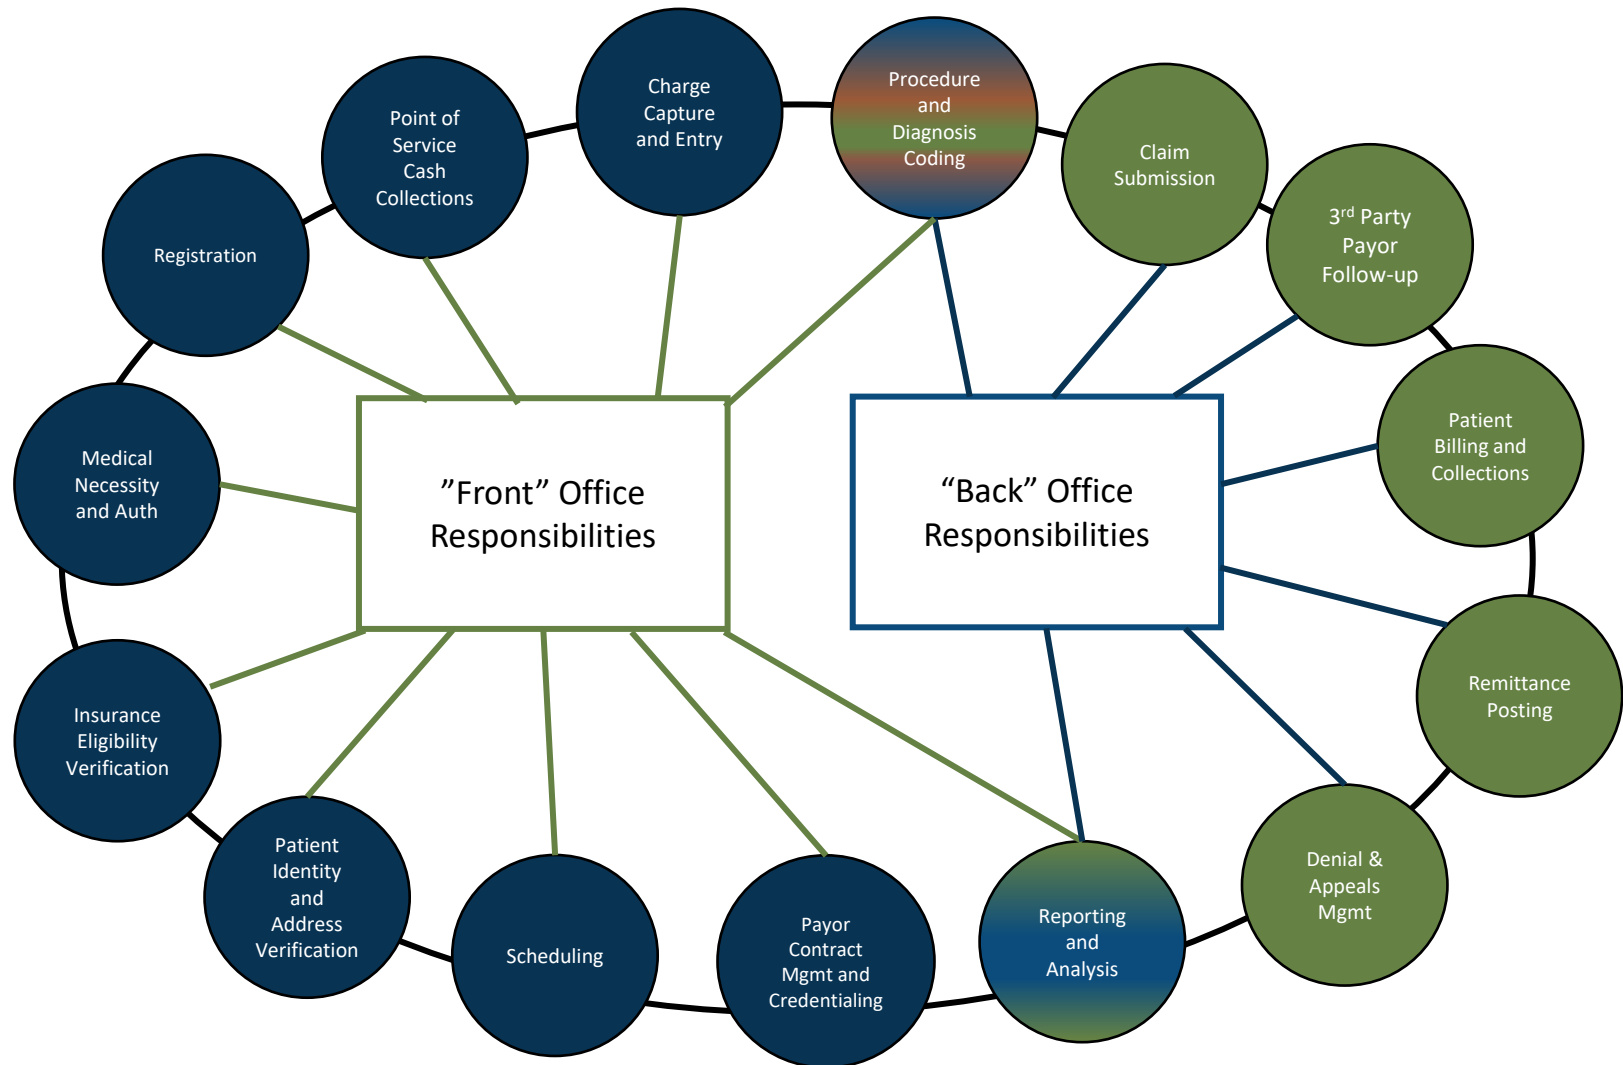 Charge
Capture
and Entry
Procedure
and
Diagnosis
Coding
Point of
Service
Cash
Collections
Claim
Submission
3rd Party
Payor
Follow-up
Registration
Patient
Billing and
Collections
Medical
Necessity
and Auth
”Front” Office
Responsibilities
“Back” Office
Responsibilities
Remittance
Posting
Insurance
Eligibility
Verification
Patient
Identity
and
Address
Verification
Scheduling
Payor
Contract
Mgmt and
Credentialing
Reporting
and
Analysis
Denial &
Appeals
Mgmt